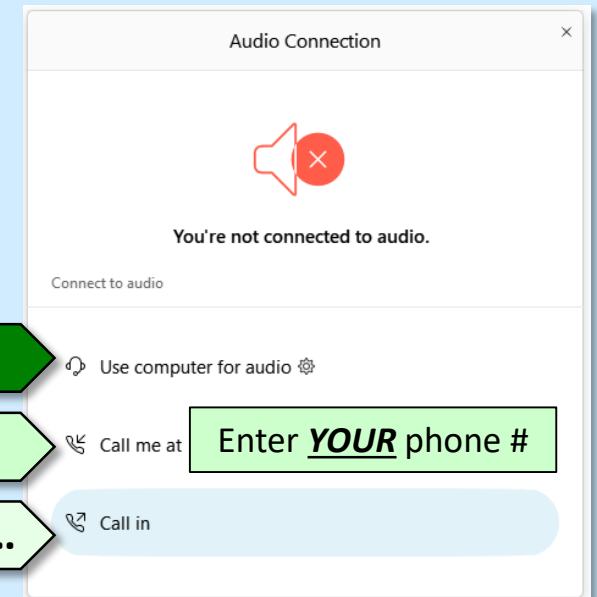 Audio Connection
You're not connected to audio.
Connect to audio
Use computer for audio
Call me at Enter YOUR phone #
.. Call in